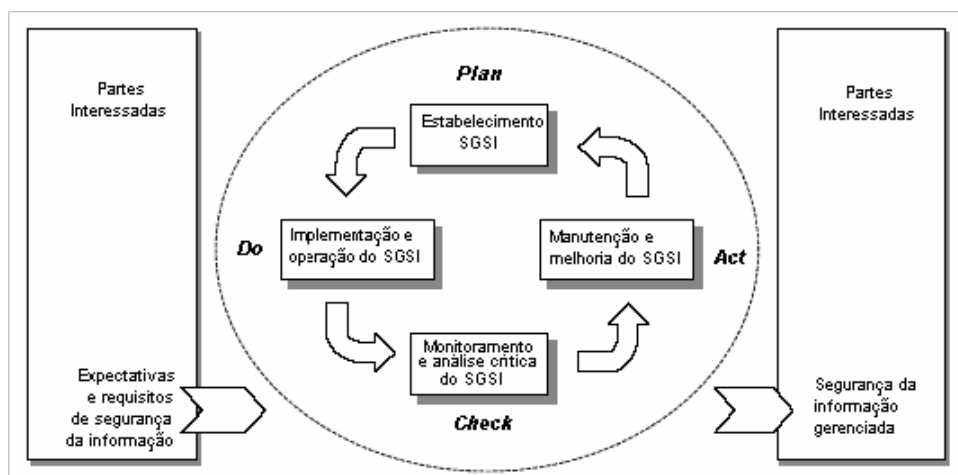 Partes
Interessadas
Expectativas
e requisitos
de segurança
da informação
Plan
Estabelecimento
SGSI
Do
Implementação e
operação do SGSI
Manutenção e
melhoria do SGSI
Act
Monitoramento
e análise crítica
do SGSI
Check
Partes
Interessadas
Segurança da
informação
gerenciada